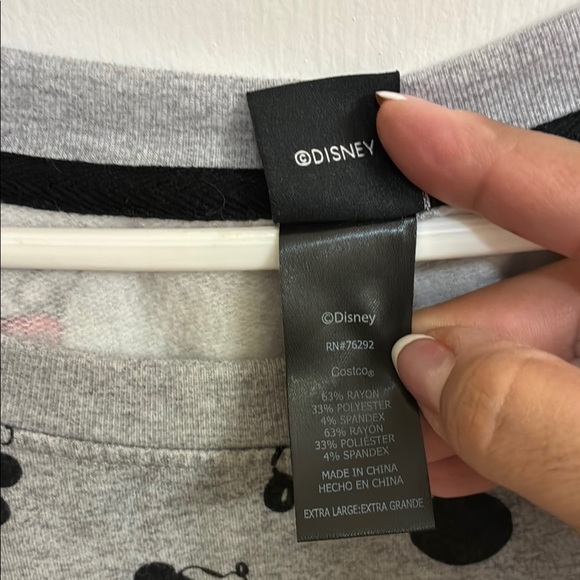 ©DISNEY
©Disney
RN#76292
Costco®
63% RAYON
33% POLYESTER
4% SPANDEX
63% RAYON
33% POLIÉSTER
4% SPANDEX
MADE IN CHINA
HECHO EN CHINA
EXTRA LARGE:EXTRA GRANDE